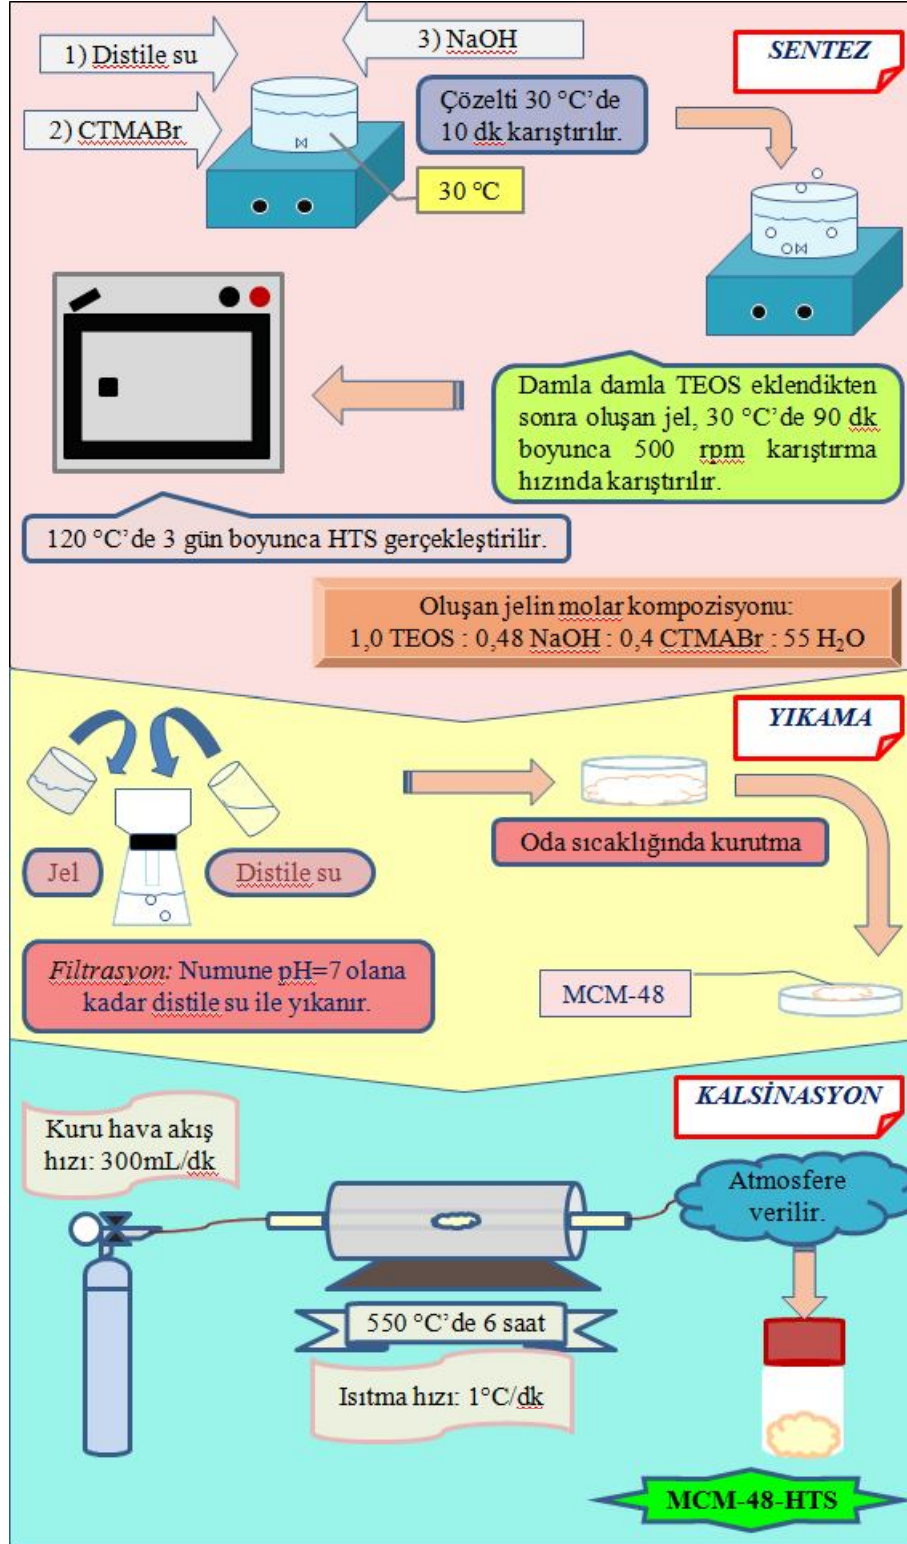 1) Distile su
3) NaOH
SENTEZ
2) CTMABr
Çözelti 30 °C’de
10 dk karıştırılır.
30 °C
Damla damla TEOS eklendikten
sonra oluşan jel, 30 °C’de 90 dk
boyunca 500 rpm karıştırma
hızında karıştırılır.
120 °C’de 3 gün boyunca HTS gerçekleştirilir.
Oluşan jelin molar kompozisyonu:
1,0 TEOS : 0,48 NaOH : 0,4 CTMABr : 55 H₂O
YIKAMA
Jel
Distile su
Oda sıcaklığında kurutma
Filtrasyon: Numune pH=7 olana
kadar distile su ile yıkanır.
MCM-48
KALSİNASYON
Kuru hava akış
hızı: 300mL/dk
Atmosfere
verilir.
550 °C’de 6 saat
Isıtma hızı: 1°C/dk
MCM-48-HTS